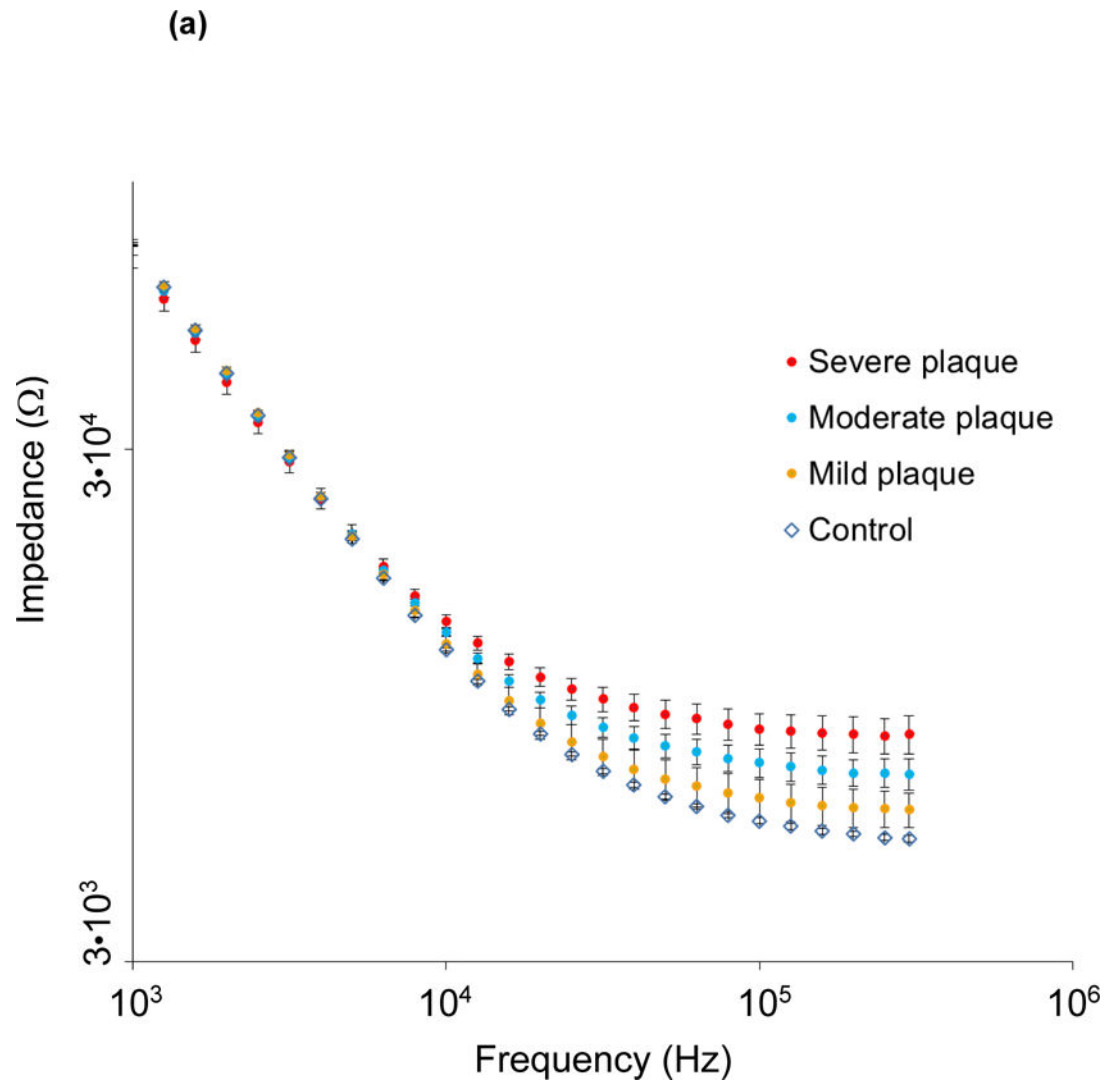 (a)
Impedance (Ω)
3•10⁴
3•10³
Severe plaque
Moderate plaque
Mild plaque
Control
10³ 10⁴ 10⁵ 10⁶
Frequency (Hz)